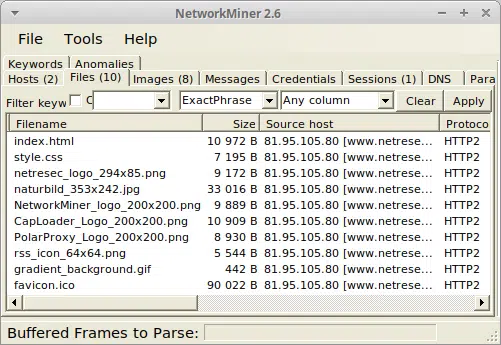 NetworkMiner 2.6
File Tools Help
Keywords Anomalies
Hosts (2) Files (10) Images (8) Messages Credentials Sessions (1) DNS Para
Filter keyw C ExactPhrase Any column Clear Apply
Filename Size Source host Protoco
index.html 10 972 B 81.95.105.80 [www.netrese... HTTP2
style.css 7 195 B 81.95.105.80 [www.netrese... HTTP2
netresec_logo_294x85.png 9 172 B 81.95.105.80 [www.netrese... HTTP2
naturbild_353x242.jpg 33 016 B 81.95.105.80 [www.netrese... HTTP2
NetworkMiner_logo_200x200.png 9 889 B 81.95.105.80 [www.netrese... HTTP2
CapLoader_Logo_200x200.png 10 909 B 81.95.105.80 [www.netrese... HTTP2
PolarProxy_Logo_200x200.png 8 930 B 81.95.105.80 [www.netrese... HTTP2
rss_icon_64x64.png 5 544 B 81.95.105.80 [www.netrese... HTTP2
gradient_background.gif 442 B 81.95.105.80 [www.netrese... HTTP2
favicon.ico 90 022 B 81.95.105.80 [www.netrese... HTTP2
Buffered Frames to Parse: